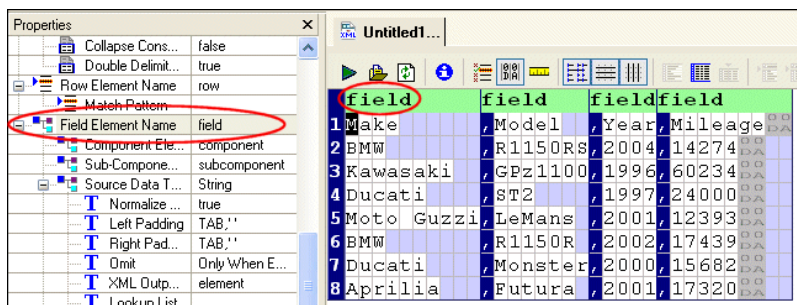 Properties
Collapse Cons... false
Double Delimit... true
Row Element Name row
Match Pattern
Field Element Name field
Component Ele... component
Sub-Compone... subcomponent
Source Data T... String
Normalize ... true
Left Padding TAB,' '
Right Pad... TAB,' '
Omit Only When E...
XML Outp... element
Lookup List
Untitled1...
field field field field
1 Make ,Model ,Year,Mileage
2 BMW ,R1150RS,2004,14274
3 Kawasaki ,GPz1100,1996,60234
4 Ducati ,ST2 ,1997,24000
5 Moto Guzzi,LeMans ,2001,12393
6 BMW ,R1150R ,2002,17439
7 Ducati ,Monster,2000,15682
8 Aprilia ,Futura ,2001,17320